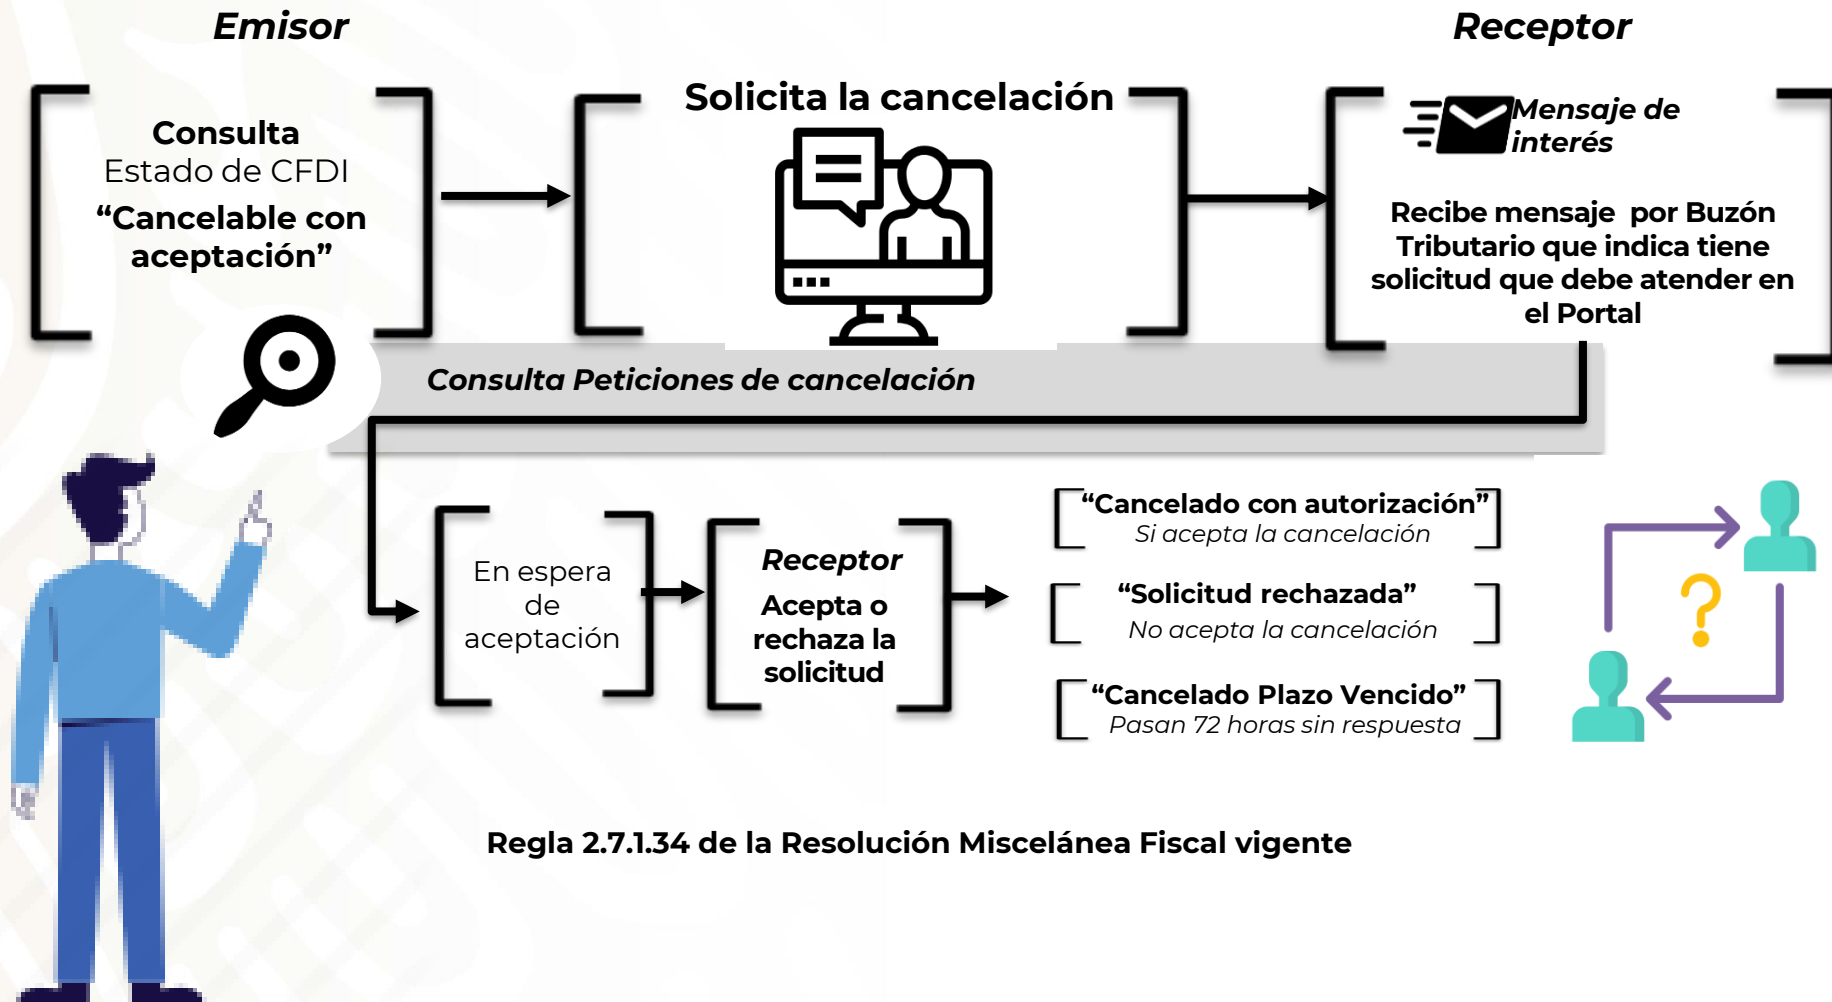 Emisor
Receptor
Consulta
Estado de CFDI
“Cancelable con
aceptación”
Solicita la cancelación
Mensaje de
interés
Recibe mensaje por Buzón
Tributario que indica tiene
solicitud que debe atender en
el Portal
Consulta Peticiones de cancelación
En espera
de
aceptación
Receptor
Acepta o
rechaza la
solicitud
“Cancelado con autorización”
Si acepta la cancelación
“Solicitud rechazada”
No acepta la cancelación
“Cancelado Plazo Vencido”
Pasan 72 horas sin respuesta
?
Regla 2.7.1.34 de la Resolución Miscelánea Fiscal vigente